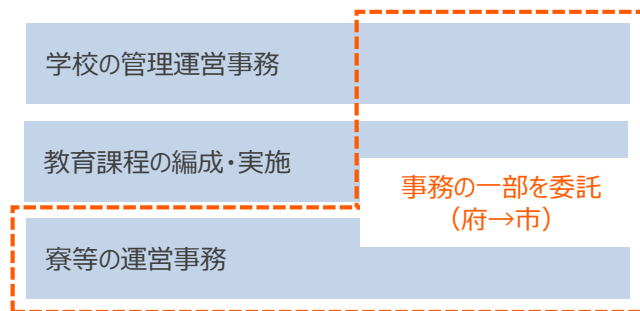 学校の管理運営事務
教育課程の編成・実施
事務の一部を委託
（府→市）
寮等の運営事務